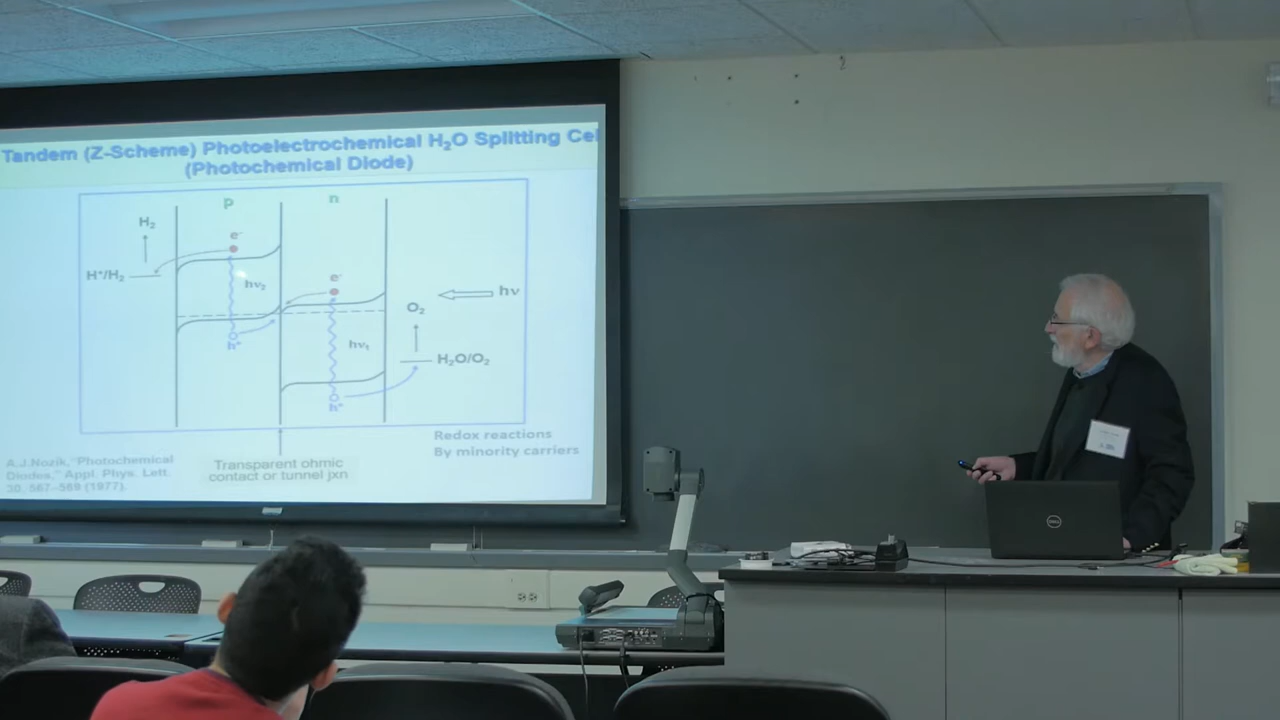 Tandem (Z-Scheme) Photoelectrochemical H₂O Splitting Cel
(Photochemical Diode)
p
n
H₂
e⁻
H⁺/H₂
hν₂
e⁻
hν
O₂
h⁺
hν₁
H₂O/O₂
h⁺
Redox reactions
By minority carriers
A.J.Nozik,"Photochemical
Diodes," Appl. Phys. Lett.
30, 567–569 (1977).
Transparent ohmic
contact or tunnel jxn
DELL